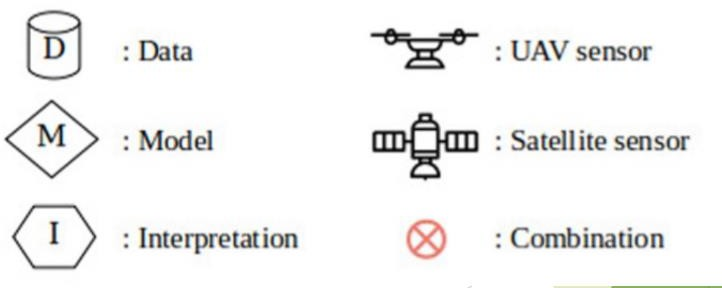 D : Data
: UAV sensor
M : Model
: Satellite sensor
I : Interpretation
: Combination